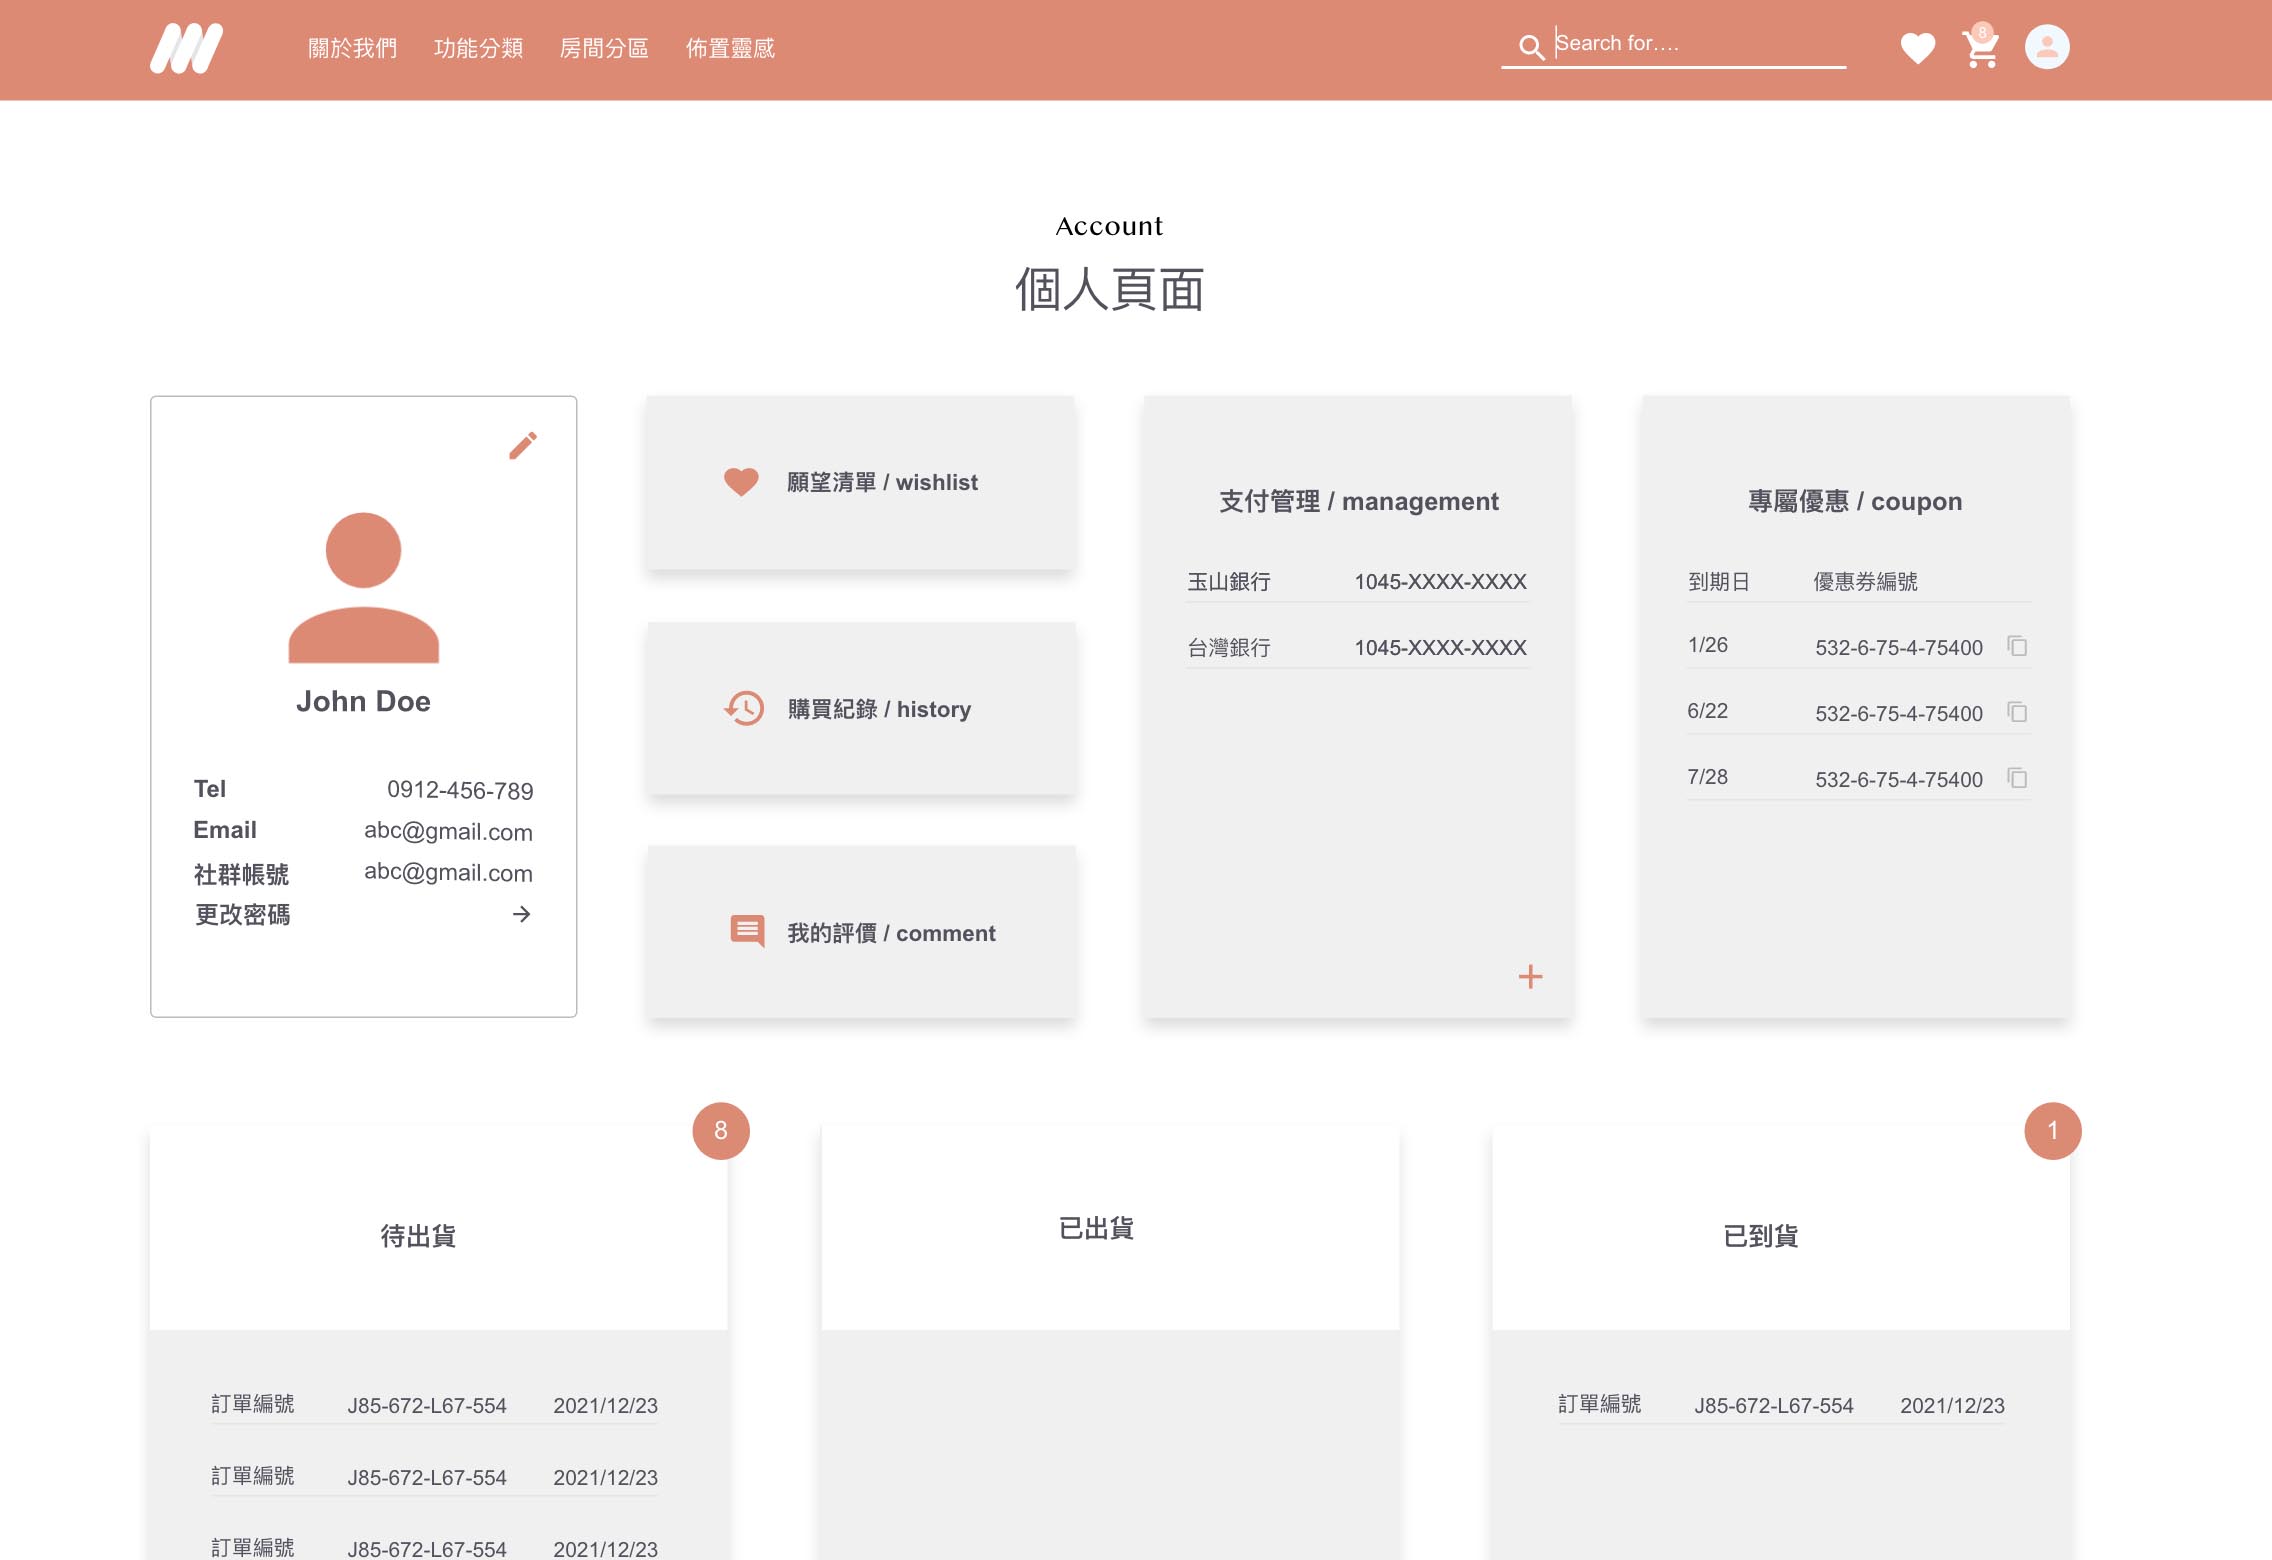 關於我們 功能分類 房間分區 佈置靈感 Search for.... 8
Account
個人頁面
John Doe
Tel 0912-456-789
Email abc@gmail.com
社群帳號 abc@gmail.com
更改密碼
願望清單 / wishlist
購買紀錄 / history
我的評價 / comment
支付管理 / management
玉山銀行 1045-XXXX-XXXX
台灣銀行 1045-XXXX-XXXX
專屬優惠 / coupon
到期日 優惠券編號
1/26 532-6-75-4-75400
6/22 532-6-75-4-75400
7/28 532-6-75-4-75400
8
待出貨
訂單編號 J85-672-L67-554 2021/12/23
訂單編號 J85-672-L67-554 2021/12/23
訂單編號 J85-672-L67-554 2021/12/23
已出貨
1
已到貨
訂單編號 J85-672-L67-554 2021/12/23